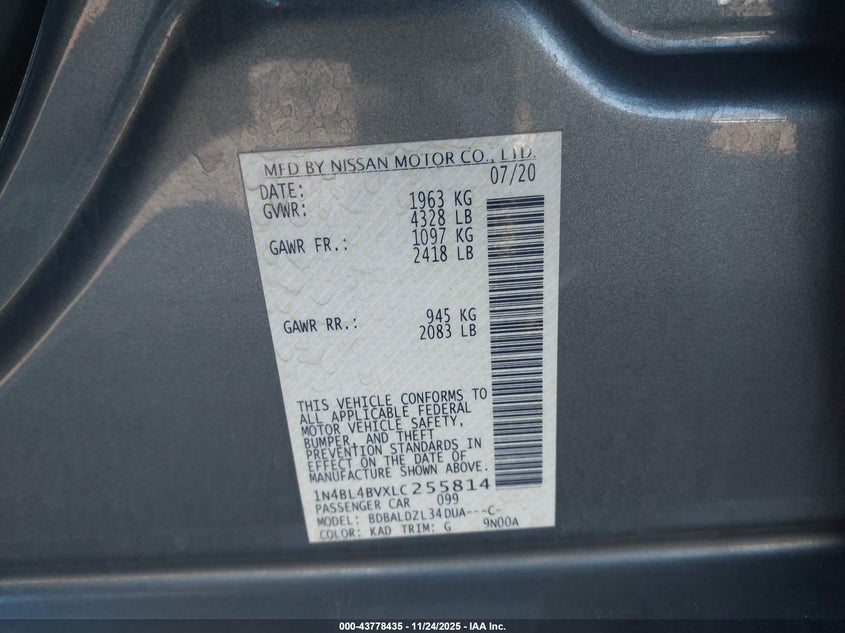 MFD BY NISSAN MOTOR CO., LTD.
DATE: 07/20
GVWR: 1963 KG
4328 LB
GAWR FR.: 1097 KG
2418 LB
GAWR RR.: 945 KG
2083 LB
THIS VEHICLE CONFORMS TO
ALL APPLICABLE FEDERAL
MOTOR VEHICLE SAFETY,
BUMPER, AND THEFT
PREVENTION STANDARDS IN
EFFECT ON THE DATE OF
MANUFACTURE SHOWN ABOVE.
1N4BL4BVXLC255814
PASSENGER CAR 099
MODEL: BDBALDZL34DUA---C-
COLOR: KAD TRIM: G 9N00A
000-43778435 - 11/24/2025 - IAA Inc.